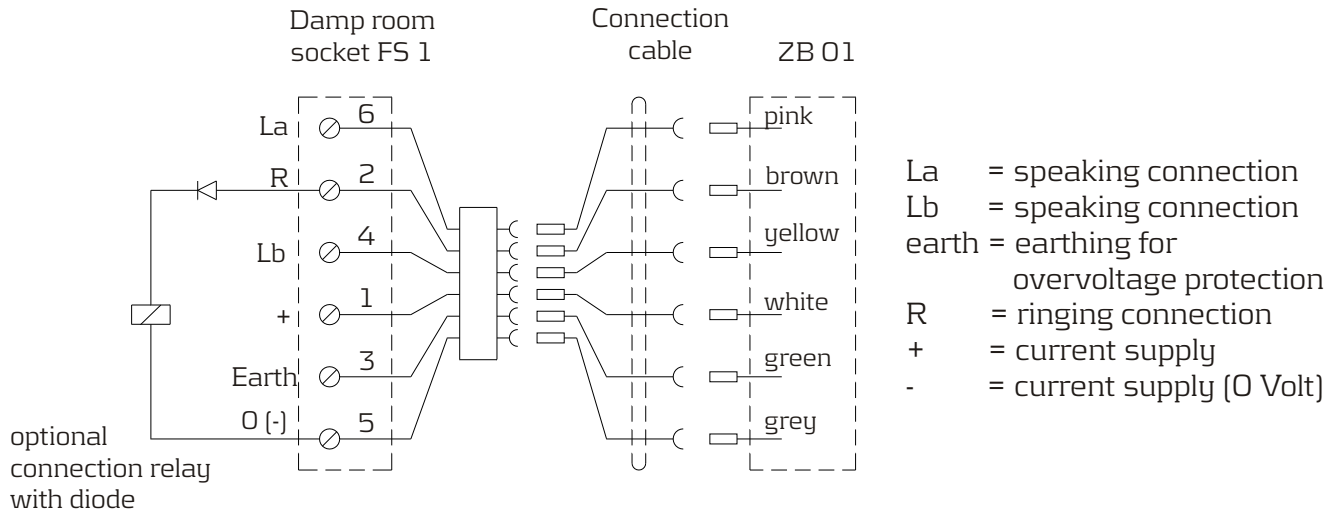 Damp room
socket FS 1
Connection
cable
ZB 01
La
6
pink
R
2
brown
Lb
4
yellow
+
1
white
Earth
3
green
0 (-)
5
grey
optional
connection relay
with diode
La = speaking connection
Lb = speaking connection
earth = earthing for
overvoltage protection
R = ringing connection
+ = current supply
- = current supply (0 Volt)